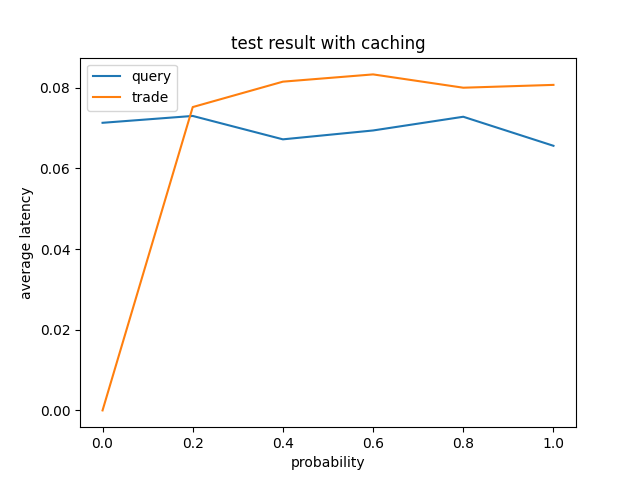 test result with caching
query
trade
average latency
0.08
0.06
0.04
0.02
0.00
0.0 0.2 0.4 0.6 0.8 1.0
probability